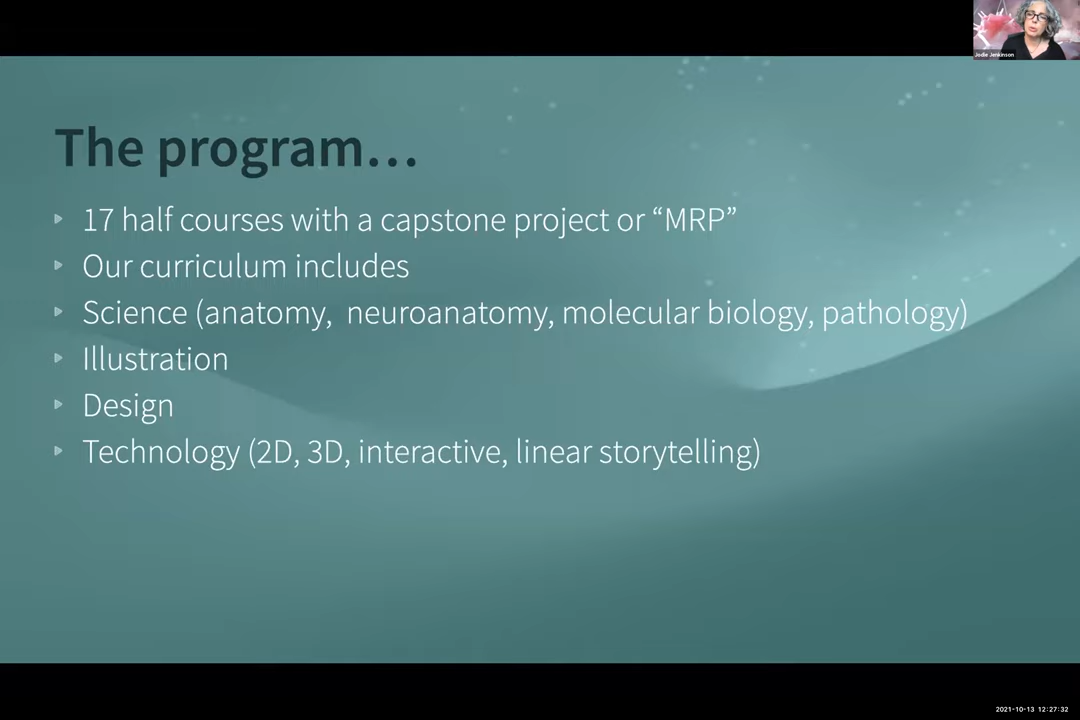 Jodie Jenkinson
The program...
17 half courses with a capstone project or “MRP”
Our curriculum includes
Science (anatomy,  neuroanatomy, molecular biology, pathology)
Illustration
Design
Technology (2D, 3D, interactive, linear storytelling)
2021-10-13 12:27:32